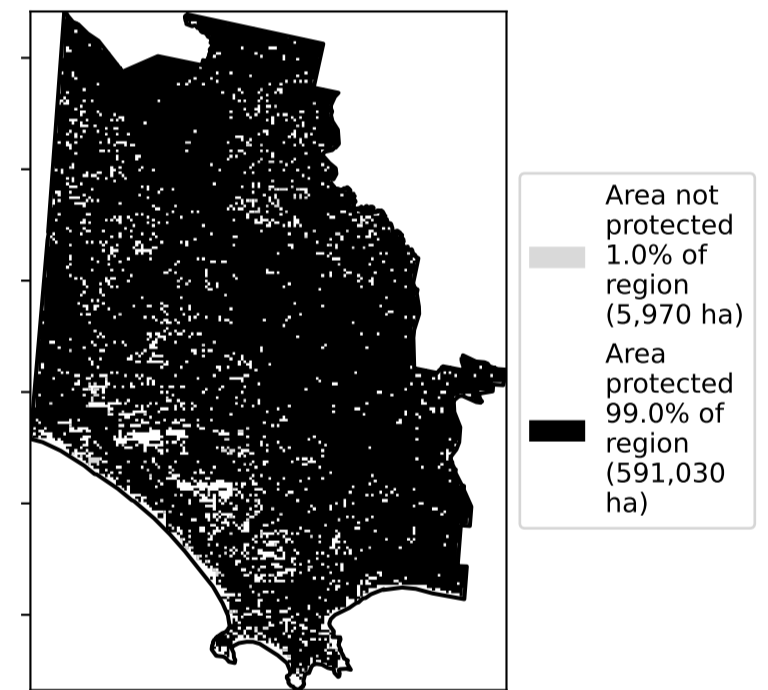 Area not
protected
1.0% of
region
(5,970 ha)
Area
protected
99.0% of
region
(591,030
ha)